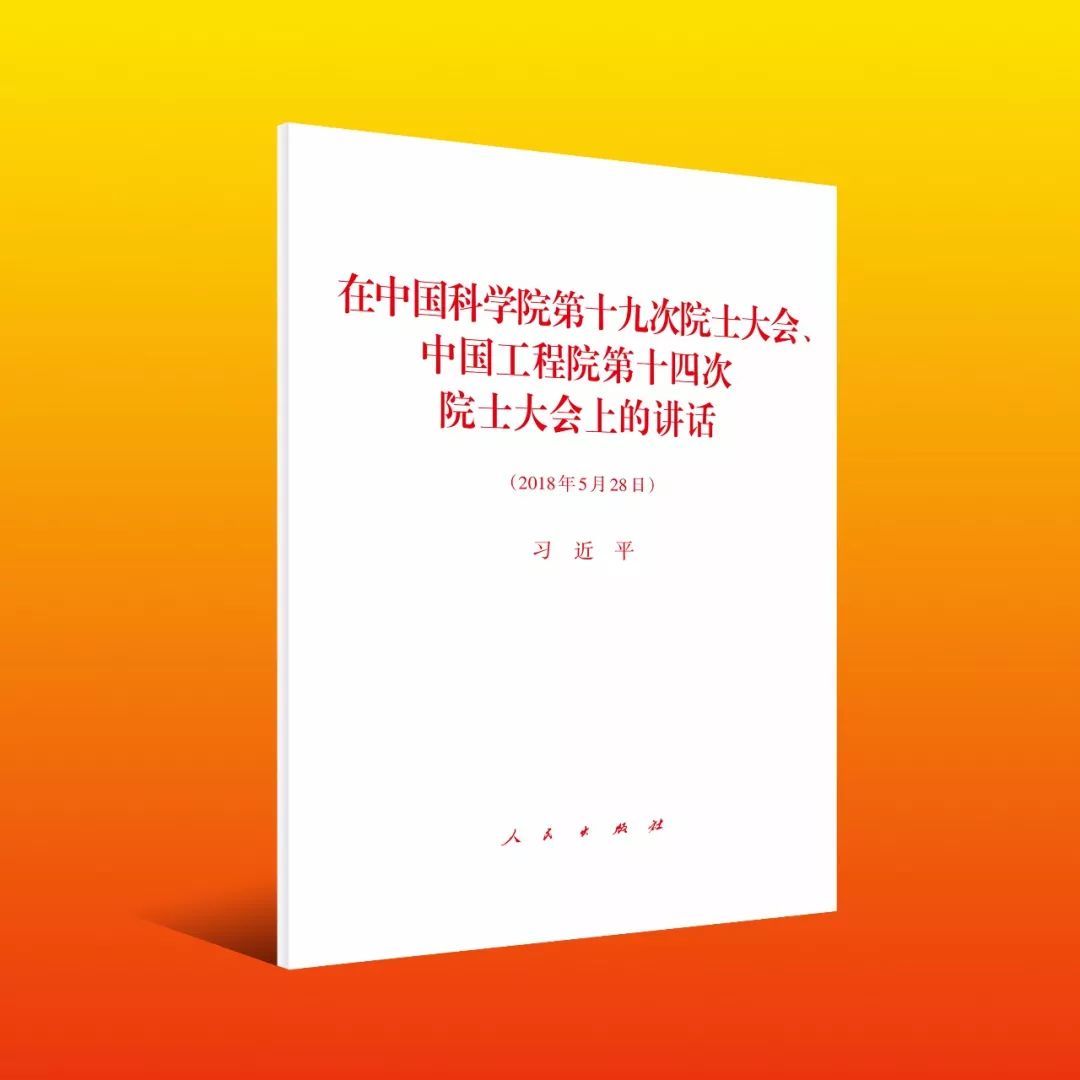 在中国科学院第十九次院士大会、
中国工程院第十四次
院士大会上的讲话
（2018年5月28日）
习 近 平
人 民 出 版 社